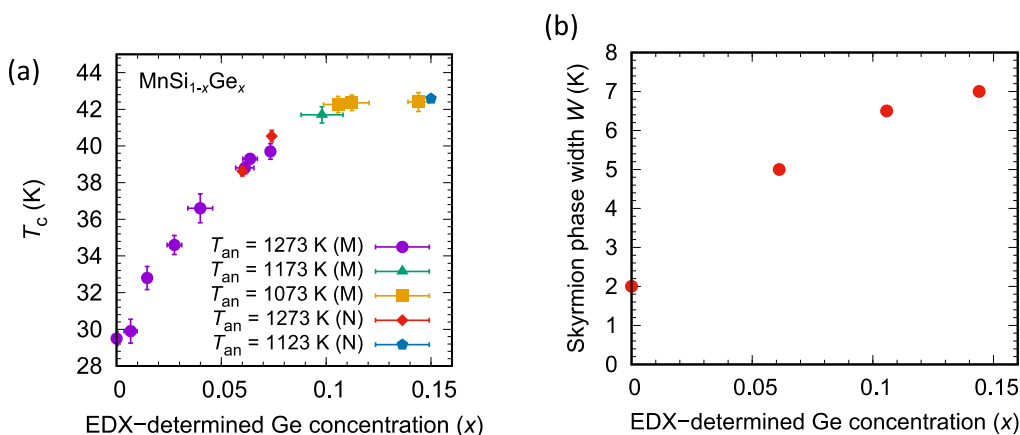 (a)
MnSi1-xGex
44
42
40
38
36
34
32
30
28
Tc (K)
Tan = 1273 K (M)
Tan = 1173 K (M)
Tan = 1073 K (M)
Tan = 1273 K (N)
Tan = 1123 K (N)
0 0.05 0.1 0.15
EDX−determined Ge concentration (x)
(b)
8
7
6
5
4
3
2
1
0
Skyrmion phase width W (K)
0 0.05 0.1 0.15
EDX−determined Ge concentration (x)